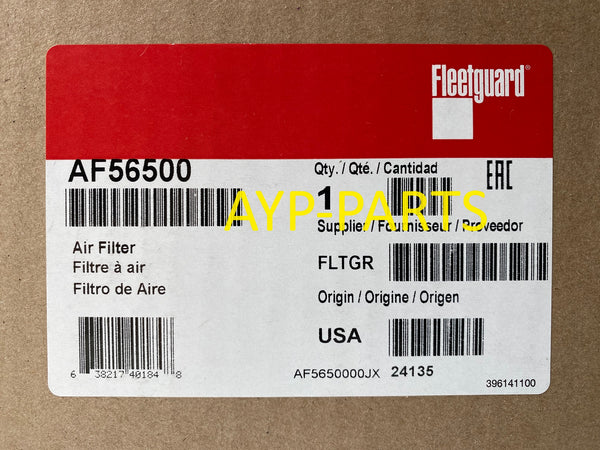 Fleetguard®
AF56500
Qty. / Qté. / Cantidad
EAC
1
AYP-PARTS
Supplier / Fournisseur / Proveedor
Air Filter
Filtre à air
Filtro de Aire
FLTGR
Origin / Origine / Origen
USA
6 38217 40184 8
AF5650000JX 24135
396141100